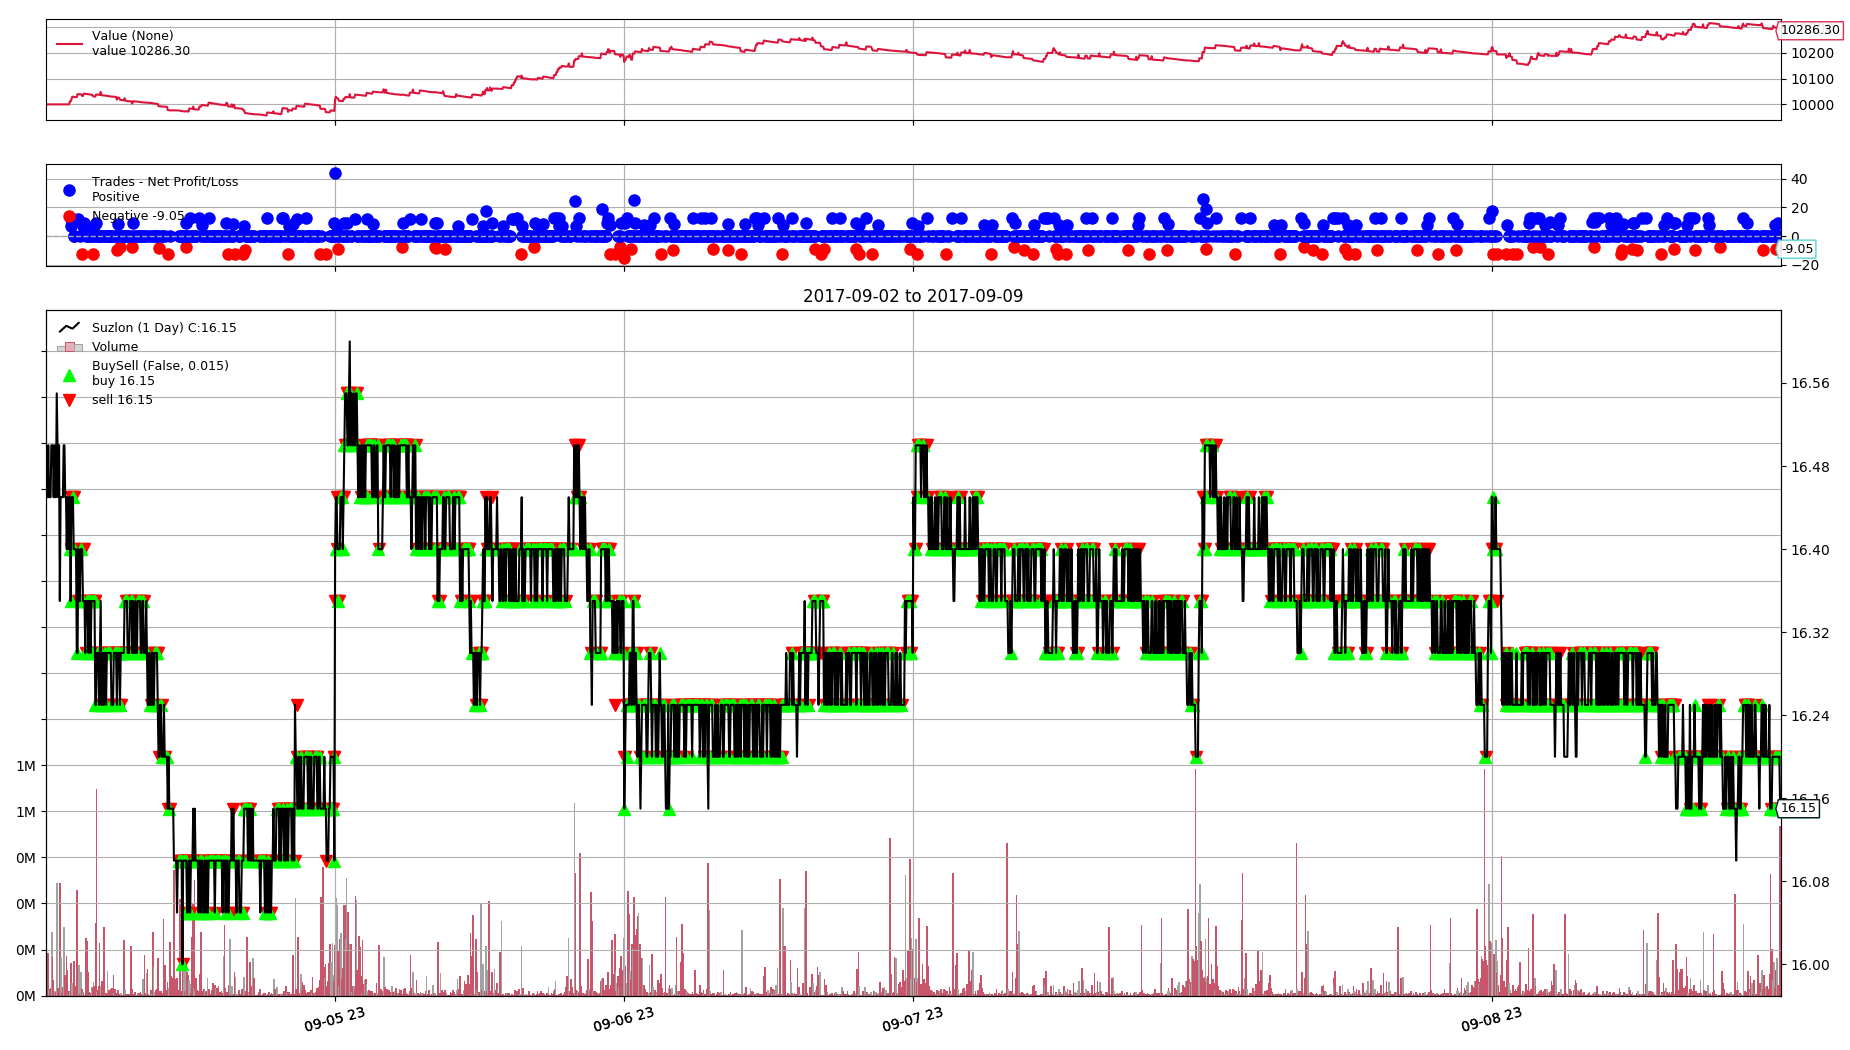 Value (None)
value 10286.30
10286.30
10200
10100
10000
Trades - Net Profit/Loss
Positive
Negative -9.05
40
20
0
-9.05
−20
2017-09-02 to 2017-09-09
Suzlon (1 Day) C:16.15
Volume
BuySell (False, 0.015)
buy 16.15
sell 16.15
16.56
16.48
16.40
16.32
16.24
16.16
16.15
16.08
16.00
1M
1M
0M
0M
0M
0M
09-05 23
09-06 23
09-07 23
09-08 23